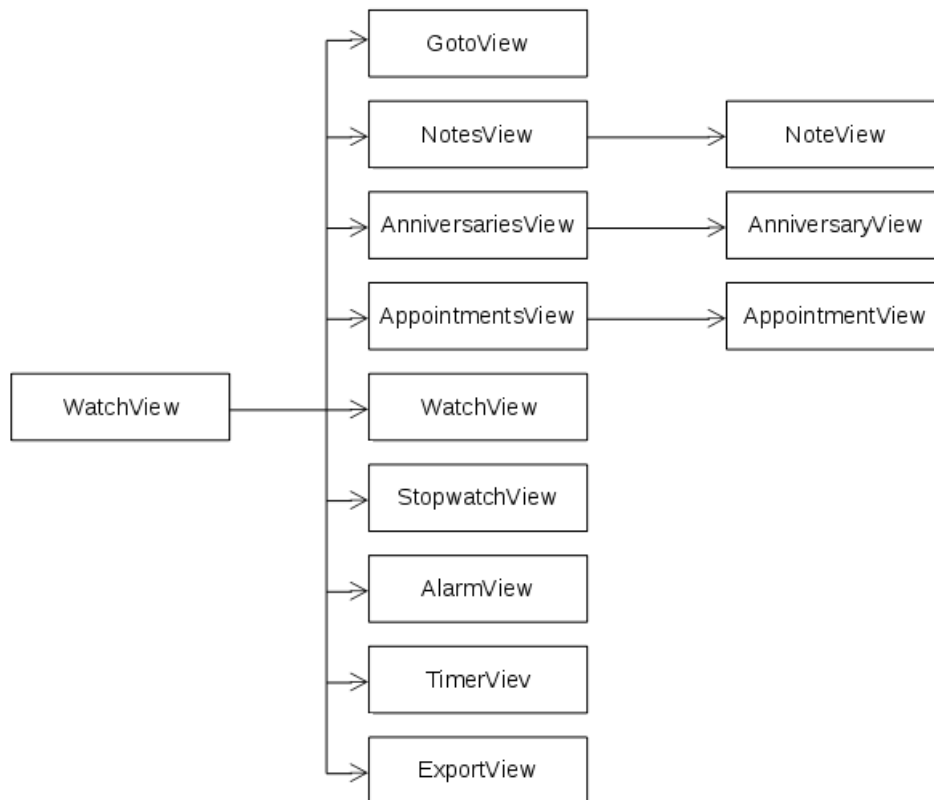 GotoView
NotesView
NoteView
AnniversariesView
AnniversaryView
AppointmentsView
AppointmentView
WatchView
WatchView
StopwatchView
AlarmView
TimerViev
ExportView